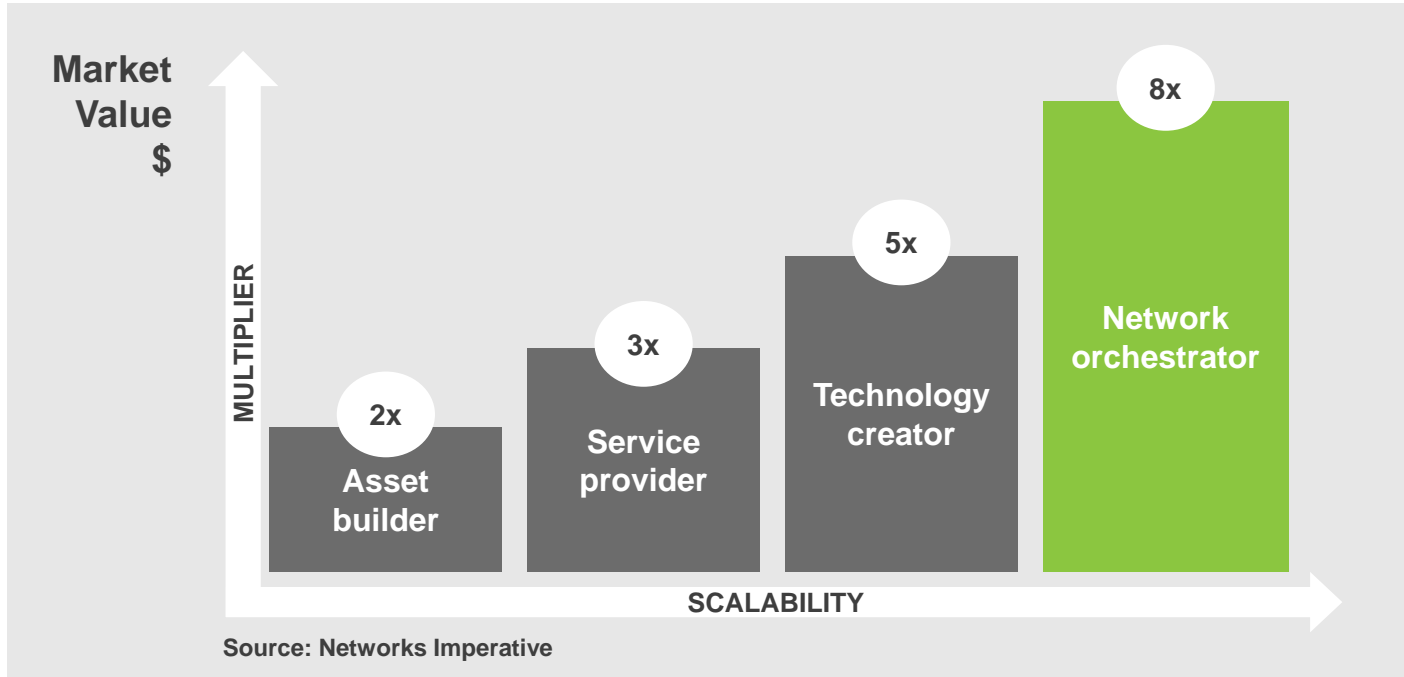 Market
Value
$
MULTIPLIER
2x
Asset
builder
3x
Service
provider
5x
Technology
creator
8x
Network
orchestrator
SCALABILITY
Source: Networks Imperative